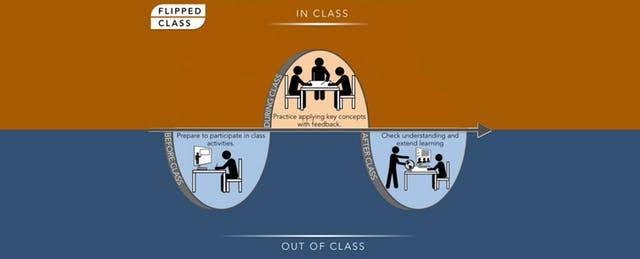 FLIPPED
CLASS
IN CLASS
DURING CLASS
Practice applying key concepts
with feedback.
BEFORE CLASS
Prepare to participate in class
activities.
AFTER CLASS
Check understanding and
extend learning
OUT OF CLASS